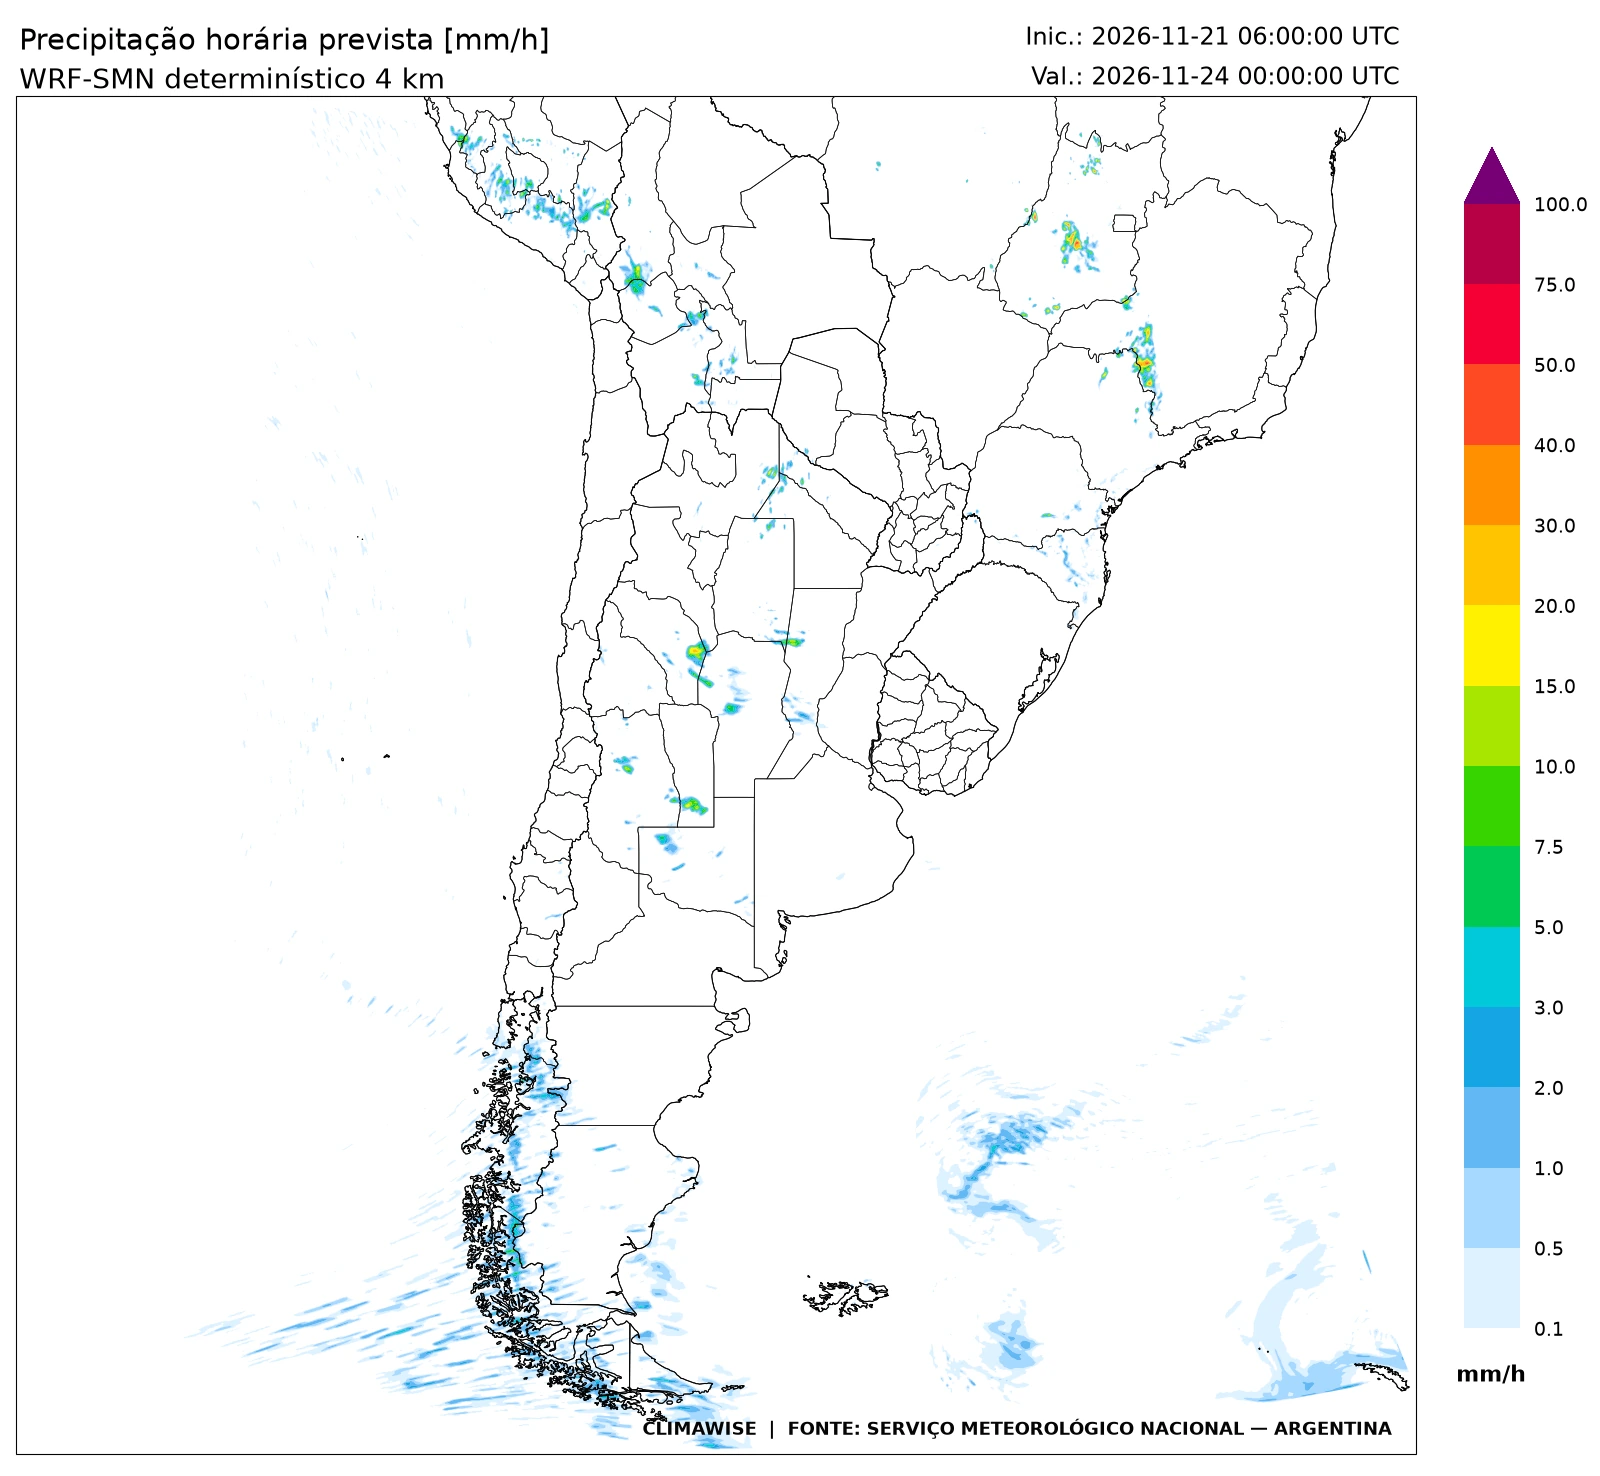 Precipitação horária prevista [mm/h]
WRF-SMN determinístico 4 km
Inic.: 2026-11-21 06:00:00 UTC
Val.: 2026-11-24 00:00:00 UTC
100.0
75.0
50.0
40.0
30.0
20.0
15.0
10.0
7.5
5.0
3.0
2.0
1.0
0.5
0.1
mm/h
CLIMAWISE | FONTE: SERVIÇO METEOROLÓGICO NACIONAL — ARGENTINA